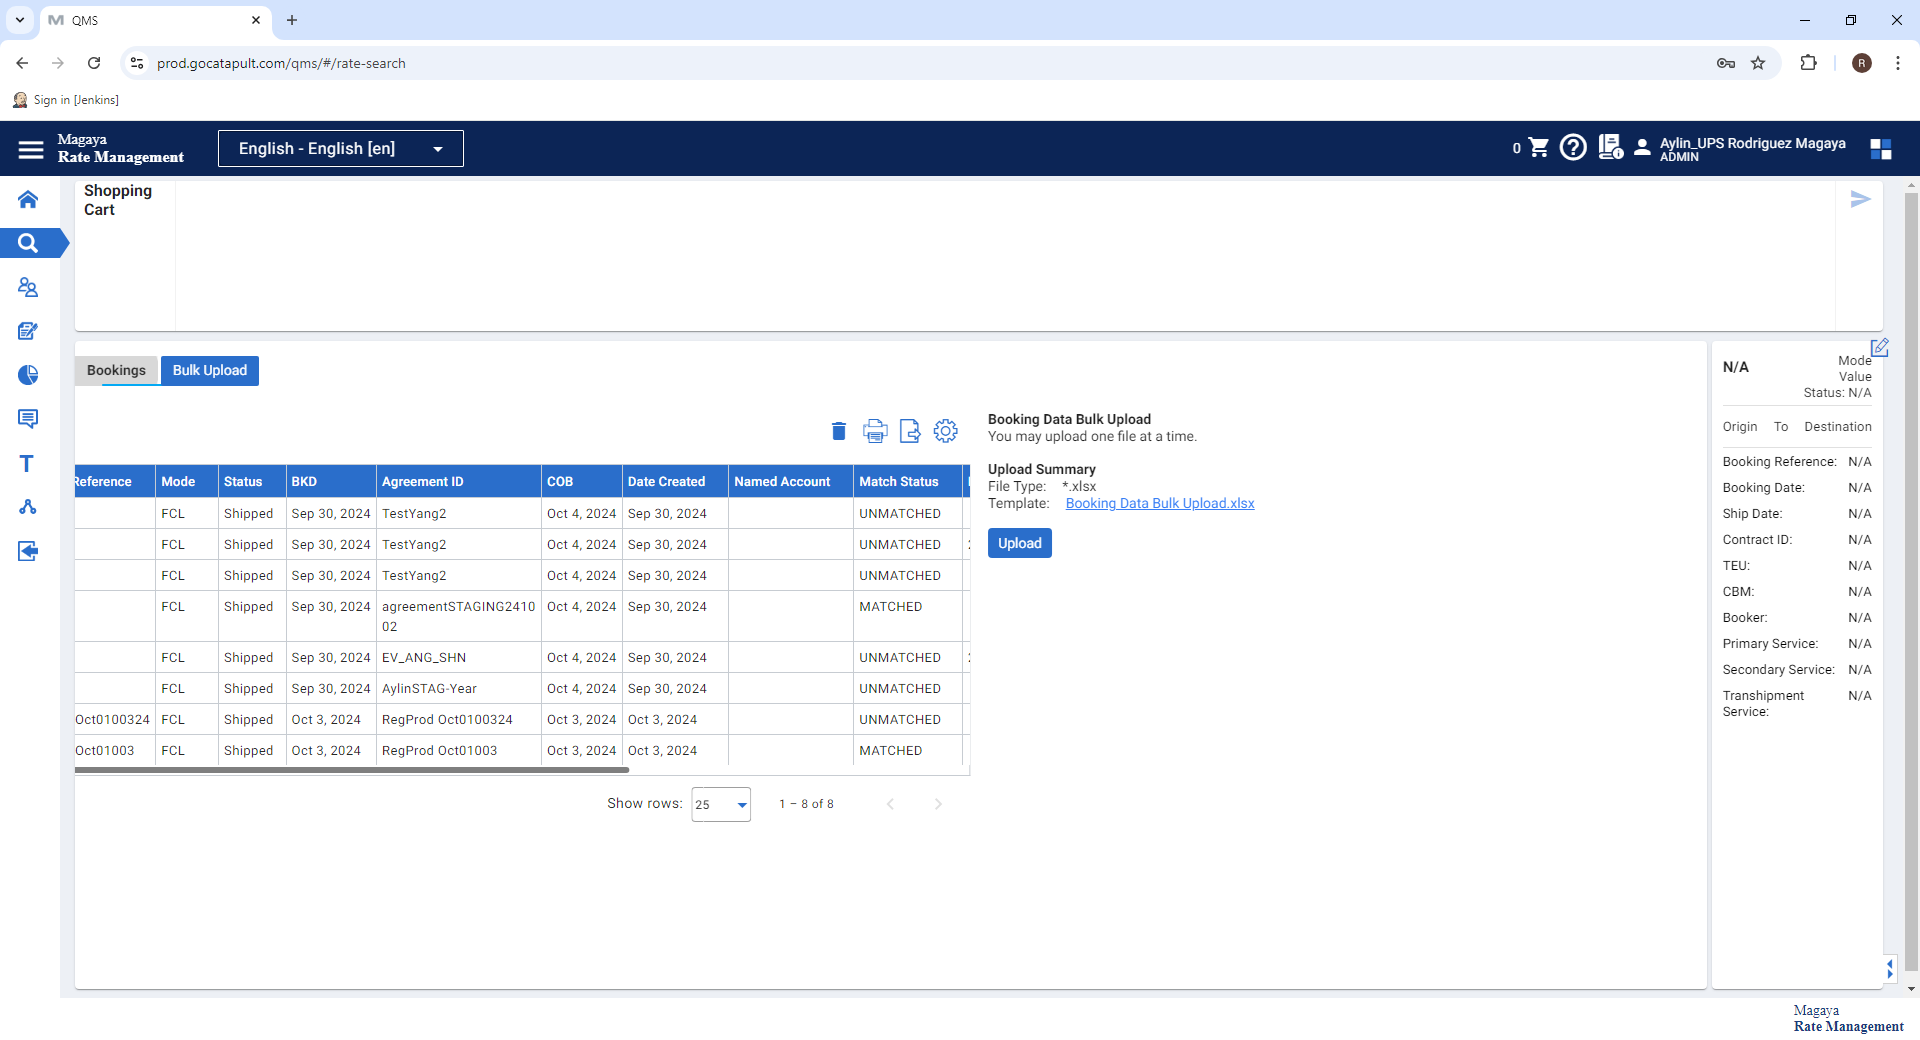 QMS
prod.gocatapult.com/qms/#/rate-search
R
Sign in [Jenkins]
Magaya
Rate Management
English - English [en]
0
Aylin_UPS Rodriguez Magaya
ADMIN
Shopping
Cart
Bookings
Bulk Upload
Booking Data Bulk Upload
You may upload one file at a time.
Upload Summary
File Type: *.xlsx
Template: Booking Data Bulk Upload.xlsx
Upload
Reference Mode Status BKD Agreement ID COB Date Created Named Account Match Status
FCL Shipped Sep 30, 2024 TestYang2 Oct 4, 2024 Sep 30, 2024 UNMATCHED
FCL Shipped Sep 30, 2024 TestYang2 Oct 4, 2024 Sep 30, 2024 UNMATCHED
FCL Shipped Sep 30, 2024 TestYang2 Oct 4, 2024 Sep 30, 2024 UNMATCHED
FCL Shipped Sep 30, 2024 agreementSTAGING2410 Oct 4, 2024 Sep 30, 2024 MATCHED
02
FCL Shipped Sep 30, 2024 EV_ANG_SHN Oct 4, 2024 Sep 30, 2024 UNMATCHED
FCL Shipped Sep 30, 2024 AylinSTAG-Year Oct 4, 2024 Sep 30, 2024 UNMATCHED
Oct0100324 FCL Shipped Oct 3, 2024 RegProd Oct0100324 Oct 3, 2024 Oct 3, 2024 UNMATCHED
Oct01003 FCL Shipped Oct 3, 2024 RegProd Oct01003 Oct 3, 2024 Oct 3, 2024 MATCHED
Show rows: 25 1 – 8 of 8
N/A
Mode
Value
Status: N/A
Origin To Destination
Booking Reference: N/A
Booking Date: N/A
Ship Date: N/A
Contract ID: N/A
TEU: N/A
CBM: N/A
Booker: N/A
Primary Service: N/A
Secondary Service: N/A
Transhipment N/A
Service:
Magaya
Rate Management